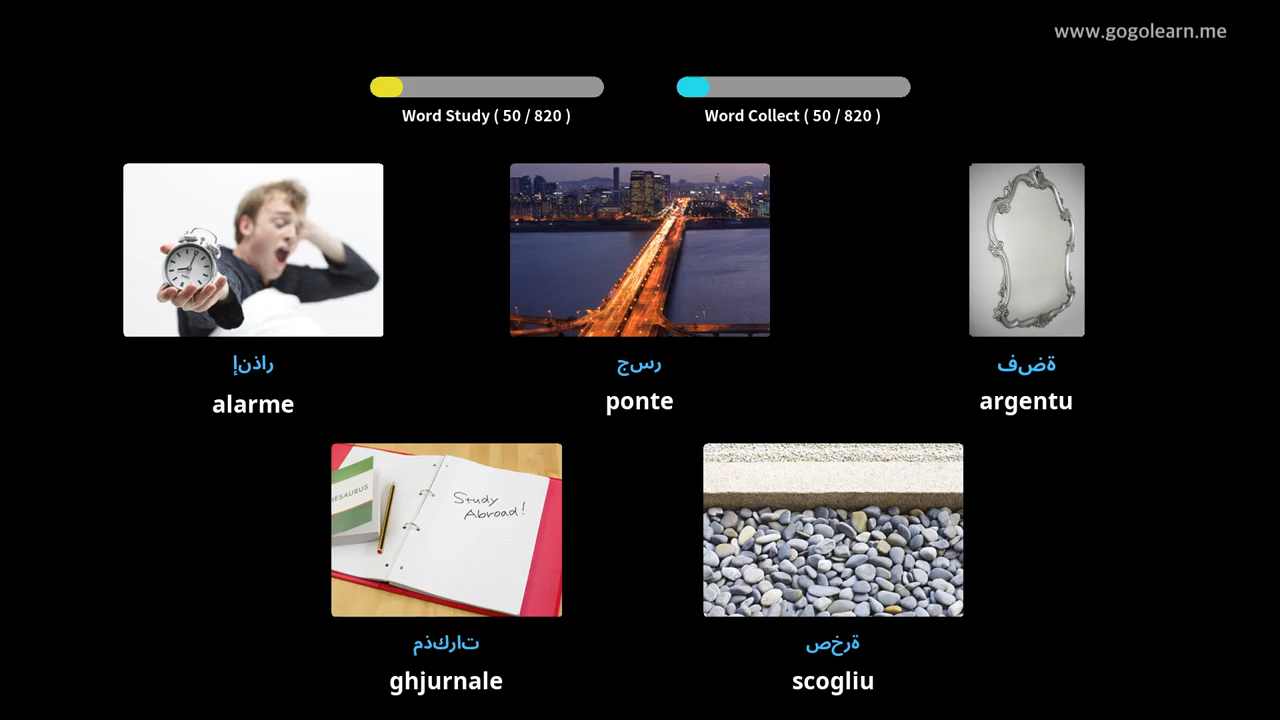 www.gogolearn.me
Word Study ( 50 / 820 )
Word Collect ( 50 / 820 )
إنذار
alarme
جسر
ponte
فضة
argentu
THESAURUS
Study
Abroad!
مذكرات
ghjurnale
صخرة
scogliu